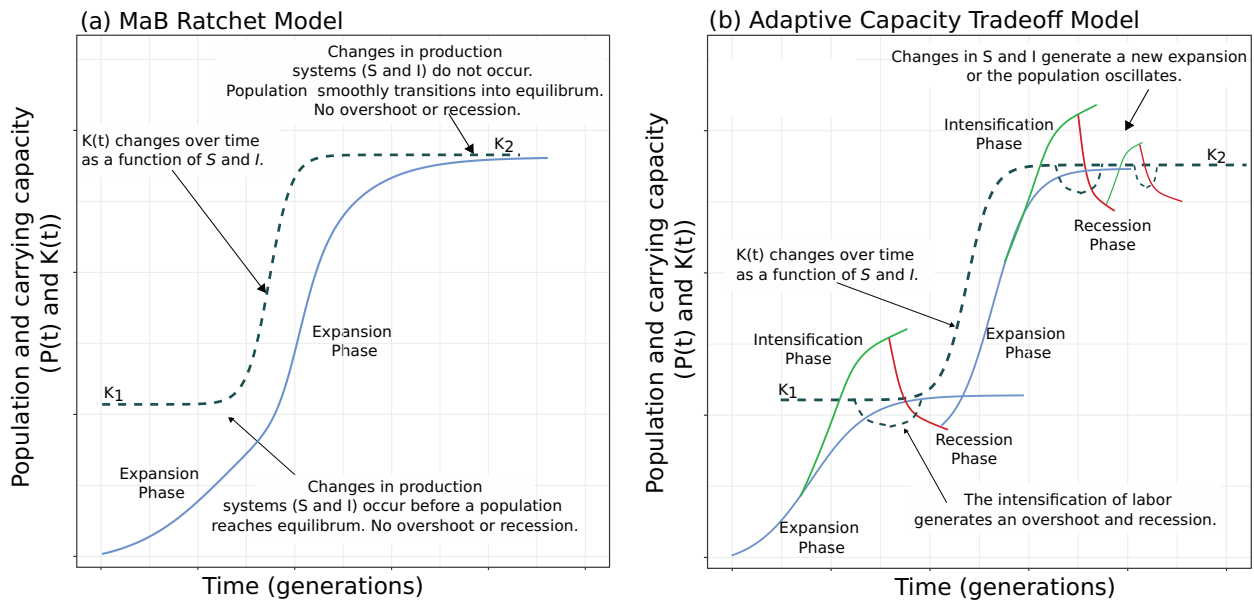 (a) MaB Ratchet Model
Changes in production
systems (S and I) do not occur.
Population smoothly transitions into equilibrum.
No overshoot or recession.
K(t) changes over time
as a function of S and I.
K2
K1
Expansion
Phase
Expansion
Phase
Changes in production
systems (S and I) occur before a population
reaches equilibrum. No overshoot or recession.
Population and carrying capacity
(P(t) and K(t))
Time (generations)
(b) Adaptive Capacity Tradeoff Model
Changes in S and I generate a new expansion
or the population oscillates.
Intensification
Phase
K2
Recession
Phase
K(t) changes over time
as a function of S and I.
Intensification
Phase
Expansion
Phase
K1
Recession
Phase
The intensification of labor
generates an overshoot and recession.
Expansion
Phase
Population and carrying capacity
(P(t) and K(t))
Time (generations)